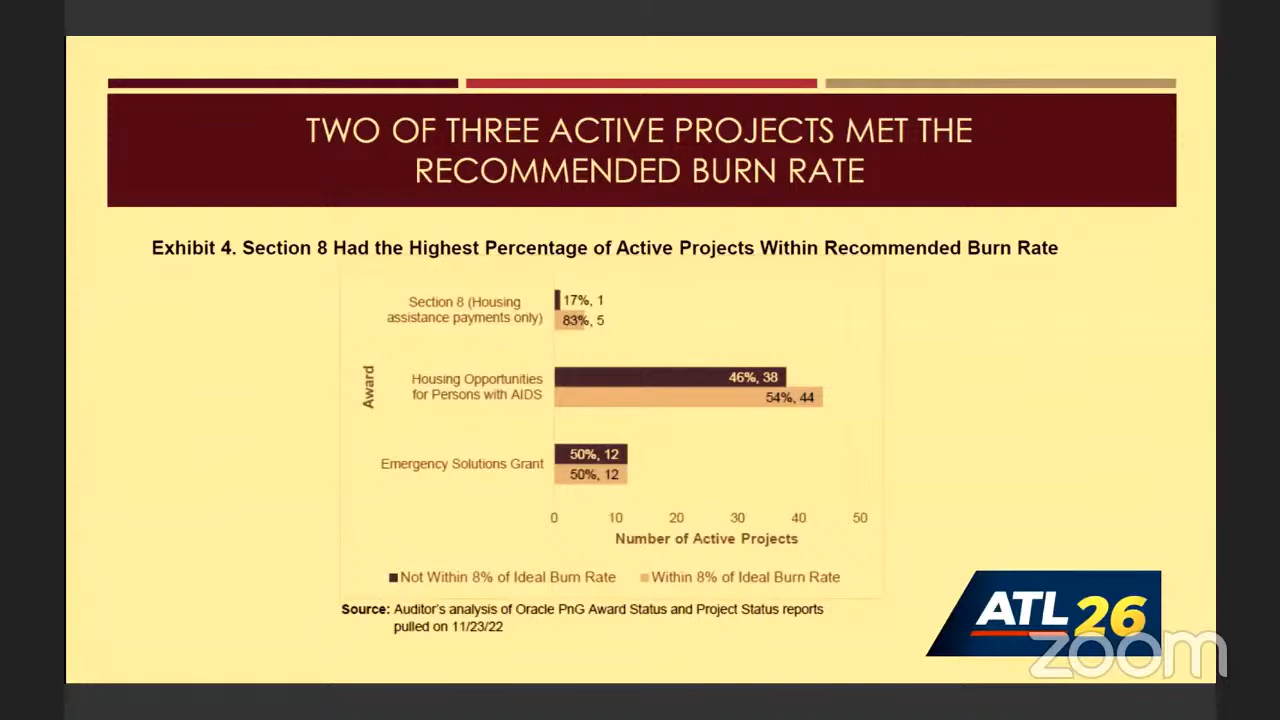 TWO OF THREE ACTIVE PROJECTS MET THE
RECOMMENDED BURN RATE
Exhibit 4. Section 8 Had the Highest Percentage of Active Projects Within Recommended Burn Rate
Section 8 (Housing
assistance payments only)
17%, 1
83%, 5
Award
Housing Opportunities
for Persons with AIDS
46%, 38
54%, 44
Emergency Solutions Grant
50%, 12
50%, 12
0 10 20 30 40 50
Number of Active Projects
Not Within 8% of Ideal Burn Rate Within 8% of Ideal Burn Rate
Source: Auditor's analysis of Oracle PnG Award Status and Project Status reports
pulled on 11/23/22
ATL 26
zoom